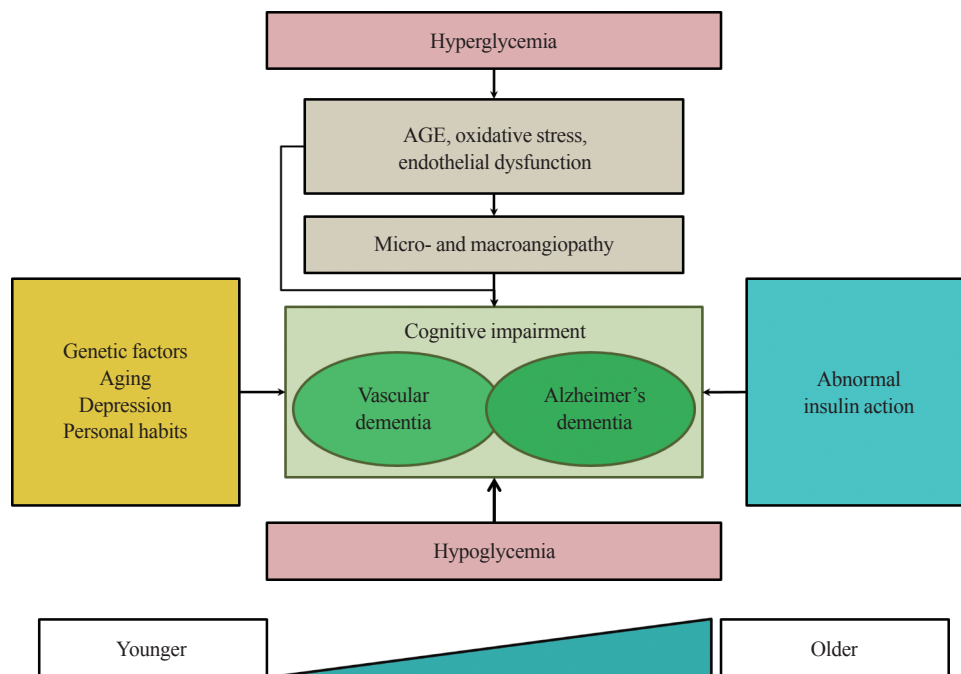 Hyperglycemia
AGE, oxidative stress,
endothelial dysfunction
Micro- and macroangiopathy
Genetic factors
Aging
Depression
Personal habits
Cognitive impairment
Vascular
dementia
Alzheimer’s
dementia
Abnormal
insulin action
Hypoglycemia
Younger
Older